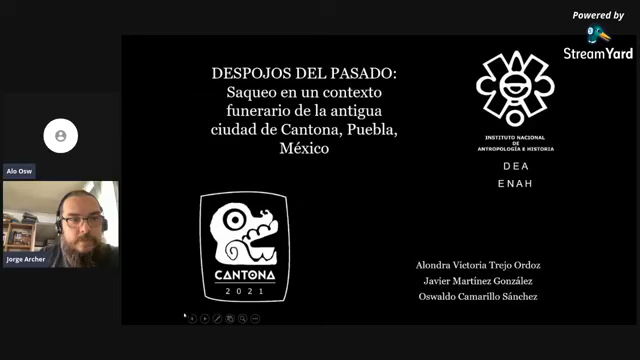 Powered by
StreamYard
DESPOJOS DEL PASADO:
Saqueo en un contexto
funerario de la antigua
ciudad de Cantona, Puebla,
México
INSTITUTO NACIONAL
DE
ANTROPOLOGIA E HISTORIA
DEA
ENAH
Alo Osw
Jorge Archer
CANTONA
2021
Alondra Victoria Trejo Ordoz
Javier Martínez González
Oswaldo Camarillo Sánchez